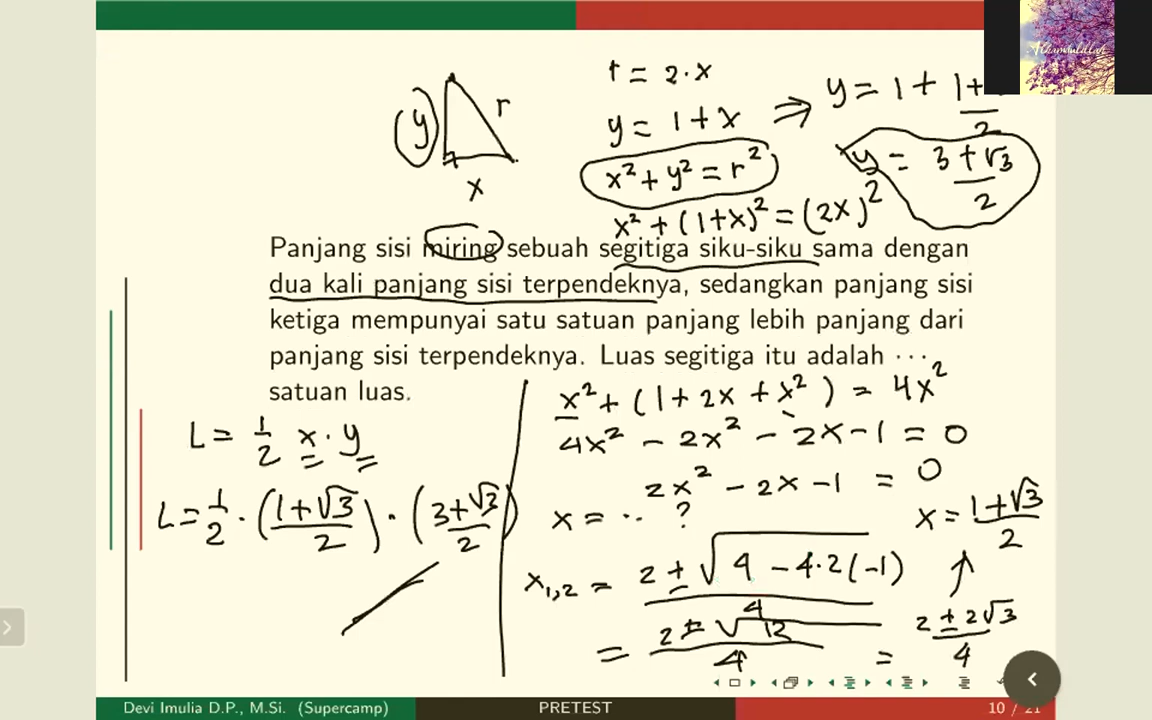 Alhamdulillah
r = 2·x
y = 1 + x ⇒ y = 1 + 1+
2
y r
x² + y² = r²
y = 3 + √3
2
x
x² + (1+x)² = (2x)²
Panjang sisi miring sebuah segitiga siku-siku sama dengan
dua kali panjang sisi terpendeknya, sedangkan panjang sisi
ketiga mempunyai satu satuan panjang lebih panjang dari
panjang sisi terpendeknya. Luas segitiga itu adalah ···
satuan luas.
L = 1/2 x · y
L = 1/2 · (1+√3 / 2) · (3+√3 / 2)
x² + (1 + 2x + x²) = 4x²
4x² − 2x² − 2x − 1 = 0
2x² − 2x − 1 = 0
x = ·· ?
x = 1+√3 / 2
x1,2 = 2 ± √4 − 4·2(−1) / 4
= 2 ± √12 / 4 = 2 ± 2√3 / 4
Devi Imulia D.P., M.Si. (Supercamp) PRETEST 10 / 21